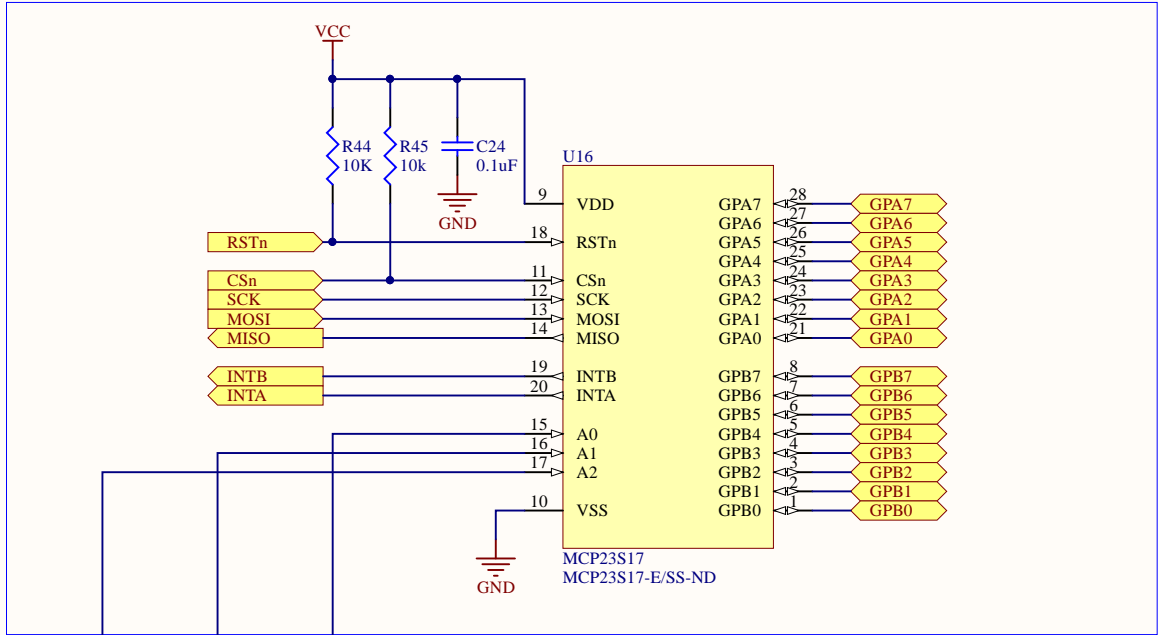 VCC
R44
10K
R45
10k
C24
0.1uF
GND
U16
9 VDD
18 RSTn
11 CSn
12 SCK
13 MOSI
14 MISO
19 INTB
20 INTA
15 A0
16 A1
17 A2
10 VSS
RSTn
CSn
SCK
MOSI
MISO
INTB
INTA
GND
GPA7 28 GPA7
GPA6 27 GPA6
GPA5 26 GPA5
GPA4 25 GPA4
GPA3 24 GPA3
GPA2 23 GPA2
GPA1 22 GPA1
GPA0 21 GPA0
GPB7 8 GPB7
GPB6 7 GPB6
GPB5 6 GPB5
GPB4 5 GPB4
GPB3 4 GPB3
GPB2 3 GPB2
GPB1 2 GPB1
GPB0 1 GPB0
MCP23S17
MCP23S17-E/SS-ND